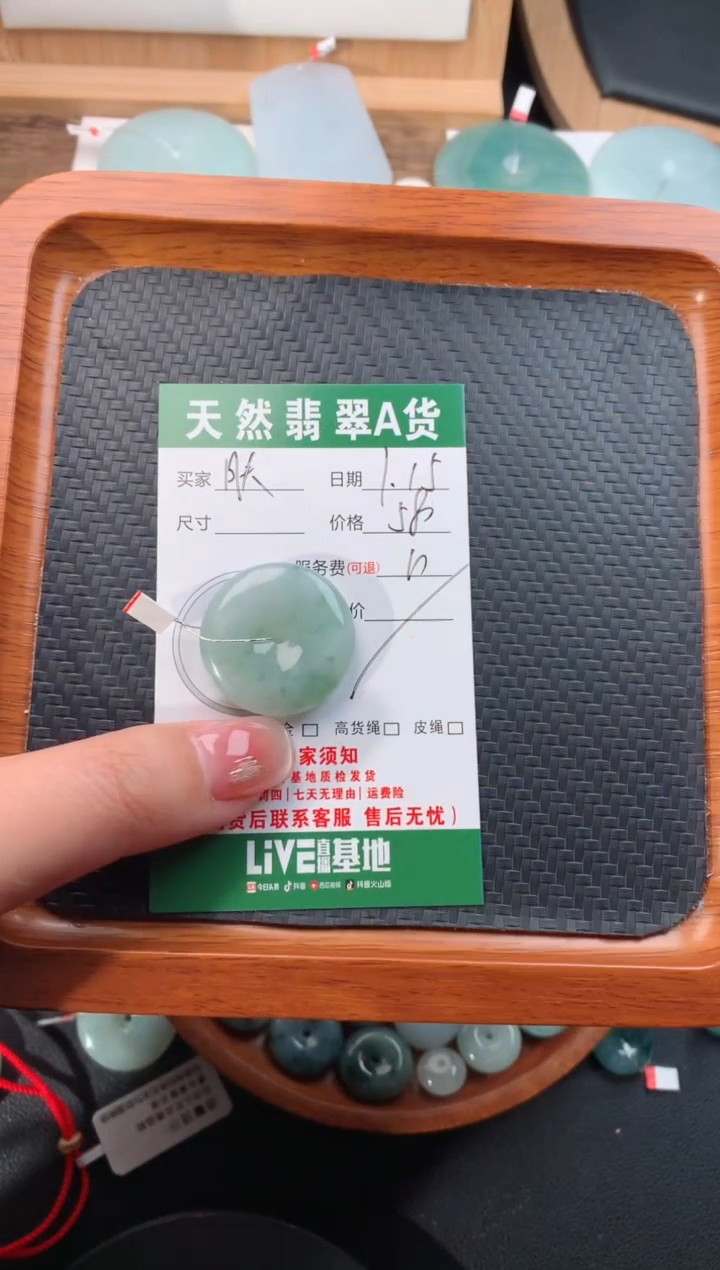 天然翡翠A货
买家 日期 1.15
尺寸 价格 58
服务费(可退)
价
金 高货绳 皮绳
家须知
基地质检发货
七天无理由|运费险
货后联系客服 售后无忧)
LiVE直播基地
今日头条 抖音 西瓜视频 抖音火山版